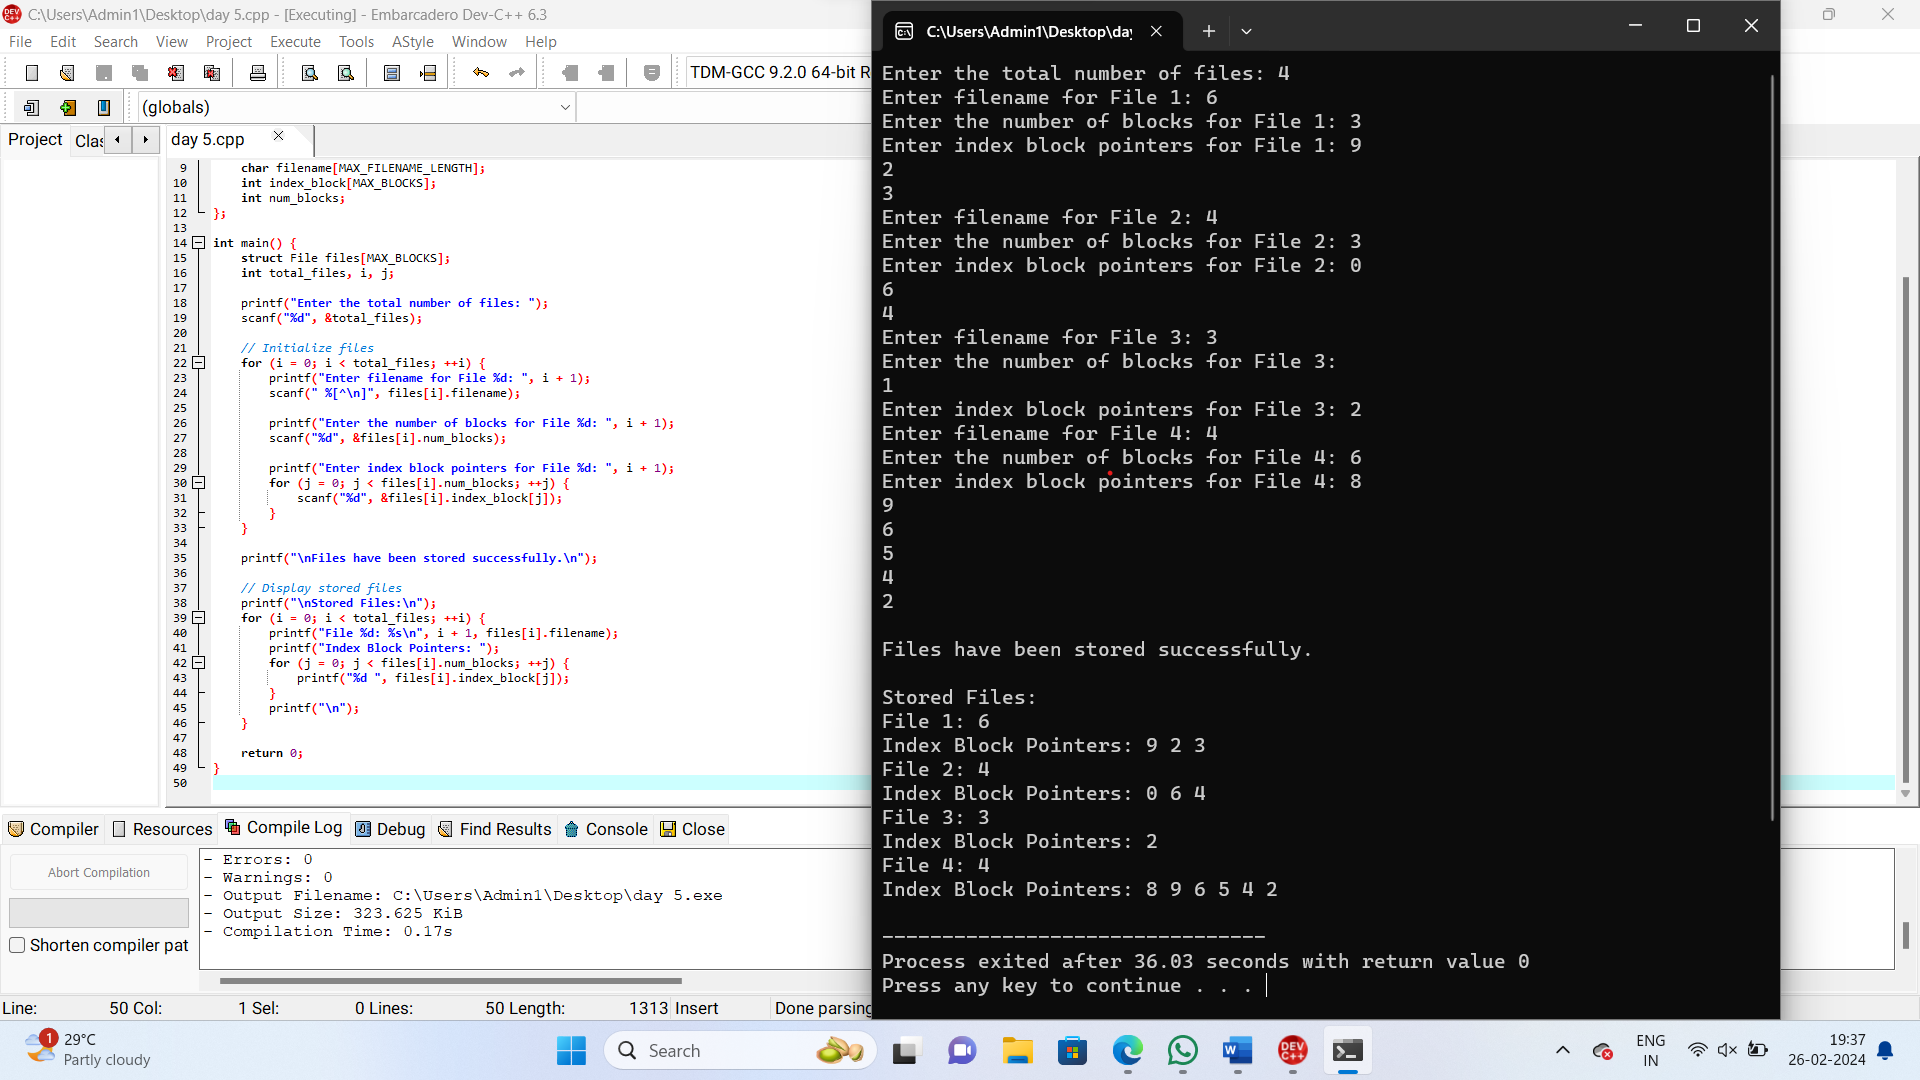 C:\Users\Admin1\Desktop\day 5.cpp - [Executing] - Embarcadero Dev-C++ 6.3
File Edit Search View Project Execute Tools AStyle Window Help
TDM-GCC 9.2.0 64-bit R
(globals)
Project Clas day 5.cpp
9 char filename[MAX_FILENAME_LENGTH];
10 int index_block[MAX_BLOCKS];
11 int num_blocks;
12 };
13
14 int main() {
15 struct File files[MAX_BLOCKS];
16 int total_files, i, j;
17
18 printf("Enter the total number of files: ");
19 scanf("%d", &total_files);
20
21 // Initialize files
22 for (i = 0; i < total_files; ++i) {
23 printf("Enter filename for File %d: ", i + 1);
24 scanf(" %[^\n]", files[i].filename);
25
26 printf("Enter the number of blocks for File %d: ", i + 1);
27 scanf("%d", &files[i].num_blocks);
28
29 printf("Enter index block pointers for File %d: ", i + 1);
30 for (j = 0; j < files[i].num_blocks; ++j) {
31 scanf("%d", &files[i].index_block[j]);
32 }
33 }
34
35 printf("\nFiles have been stored successfully.\n");
36
37 // Display stored files
38 printf("\nStored Files:\n");
39 for (i = 0; i < total_files; ++i) {
40 printf("File %d: %s\n", i + 1, files[i].filename);
41 printf("Index Block Pointers: ");
42 for (j = 0; j < files[i].num_blocks; ++j) {
43 printf("%d ", files[i].index_block[j]);
44 }
45 printf("\n");
46 }
47
48 return 0;
49 }
50
Compiler Resources Compile Log Debug Find Results Console Close
Abort Compilation
Shorten compiler pat
- Errors: 0
- Warnings: 0
- Output Filename: C:\Users\Admin1\Desktop\day 5.exe
- Output Size: 323.625 KiB
- Compilation Time: 0.17s
Line: 50 Col: 1 Sel: 0 Lines: 50 Length: 1313 Insert Done parsing
C:\Users\Admin1\Desktop\day
Enter the total number of files: 4
Enter filename for File 1: 6
Enter the number of blocks for File 1: 3
Enter index block pointers for File 1: 9
2
3
Enter filename for File 2: 4
Enter the number of blocks for File 2: 3
Enter index block pointers for File 2: 0
6
4
Enter filename for File 3: 3
Enter the number of blocks for File 3:
1
Enter index block pointers for File 3: 2
Enter filename for File 4: 4
Enter the number of blocks for File 4: 6
Enter index block pointers for File 4: 8
9
6
5
4
2
Files have been stored successfully.
Stored Files:
File 1: 6
Index Block Pointers: 9 2 3
File 2: 4
Index Block Pointers: 0 6 4
File 3: 3
Index Block Pointers: 2
File 4: 4
Index Block Pointers: 8 9 6 5 4 2
--------------------------------
Process exited after 36.03 seconds with return value 0
Press any key to continue . . .
1
29°C
Partly cloudy
Search
DEV C++
ENG
IN
19:37
26-02-2024